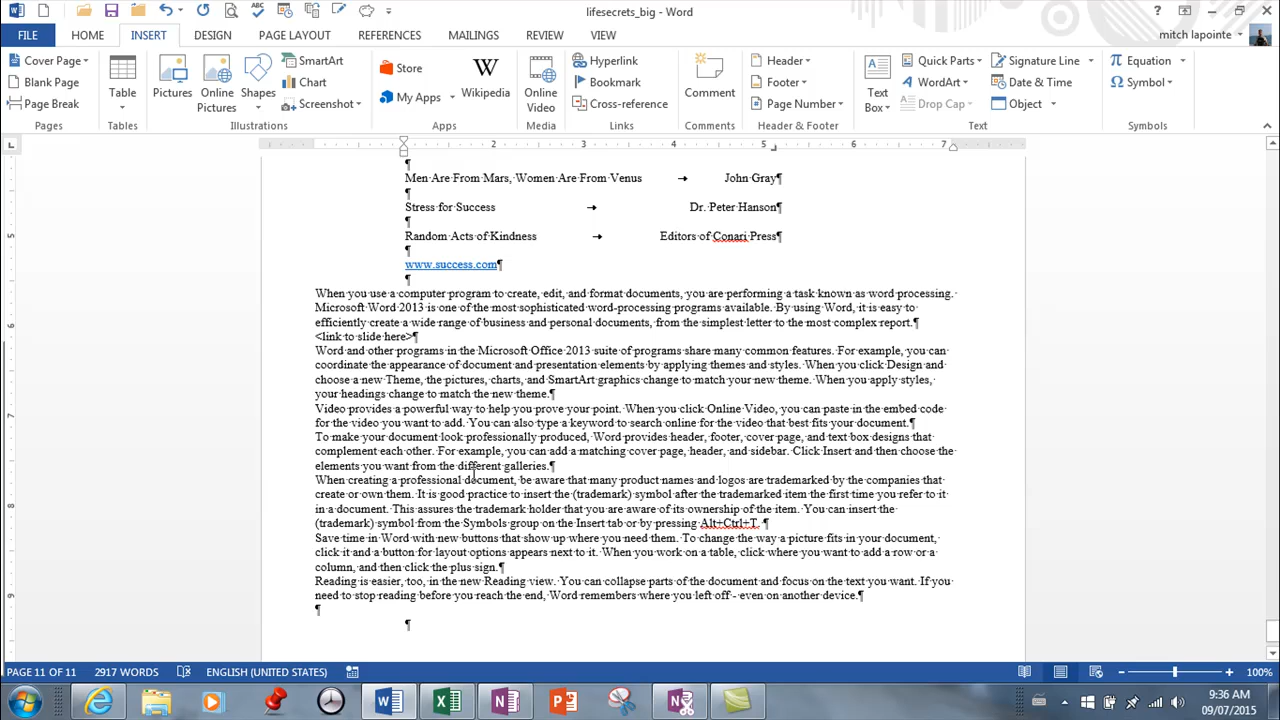 lifesecrets_big - Word
FILE HOME INSERT DESIGN PAGE LAYOUT REFERENCES MAILINGS REVIEW VIEW mitch lapointe
Cover Page
Blank Page
Page Break
Pages
Table
Tables
Pictures
Online Pictures
Shapes
SmartArt
Chart
Screenshot
Illustrations
Store
My Apps
W
Wikipedia
Apps
Online Video
Media
Hyperlink
Bookmark
Cross-reference
Links
Comment
Comments
Header
Footer
Page Number
Header & Footer
Text Box
Quick Parts
WordArt
Drop Cap
Signature Line
Date & Time
Object
Text
Equation
Symbol
Symbols
2 3 4 5 7
¶
Men Are From Mars, Women Are From Venus → John Gray¶
¶
Stress for Success → Dr. Peter Hanson¶
¶
Random Acts of Kindness → Editors of Conari Press¶
¶
www.success.com¶
¶
When you use a computer program to create, edit, and format documents, you are performing a task known as word processing.
Microsoft Word 2013 is one of the most sophisticated word-processing programs available. By using Word, it is easy to
efficiently create a wide range of business and personal documents, from the simplest letter to the most complex report.¶
<link to slide here>¶
Word and other programs in the Microsoft Office 2013 suite of programs share many common features. For example, you can
coordinate the appearance of document and presentation elements by applying themes and styles. When you click Design and
choose a new Theme, the pictures, charts, and SmartArt graphics change to match your new theme. When you apply styles,
your headings change to match the new theme.¶
Video provides a powerful way to help you prove your point. When you click Online Video, you can paste in the embed code
for the video you want to add. You can also type a keyword to search online for the video that best fits your document.¶
To make your document look professionally produced, Word provides header, footer, cover page, and text box designs that
complement each other. For example, you can add a matching cover page, header, and sidebar. Click Insert and then choose the
elements you want from the different galleries.¶
When creating a professional document, be aware that many product names and logos are trademarked by the companies that
create or own them. It is good practice to insert the (trademark) symbol after the trademarked item the first time you refer to it
in a document. This assures the trademark holder that you are aware of its ownership of the item. You can insert the
(trademark) symbol from the Symbols group on the Insert tab or by pressing Alt+Ctrl+T. ¶
Save time in Word with new buttons that show up where you need them. To change the way a picture fits in your document,
click it and a button for layout options appears next to it. When you work on a table, click where you want to add a row or a
column, and then click the plus sign.¶
Reading is easier, too, in the new Reading view. You can collapse parts of the document and focus on the text you want. If you
need to stop reading before you reach the end, Word remembers where you left off - even on another device.¶
¶
¶
5
6
7
8
9
PAGE 11 OF 11 2917 WORDS ENGLISH (UNITED STATES) 100%
9:36 AM
09/07/2015